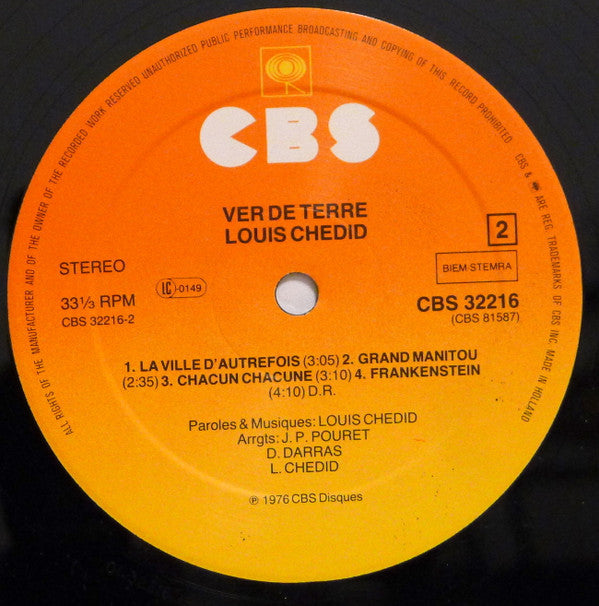 ALL RIGHTS OF THE MANUFACTURER AND OF THE OWNER OF THE RECORDED WORK RESERVED UNAUTHORIZED PUBLIC PERFORMANCE BROADCASTING AND COPYING OF THIS RECORD PROHIBITED CBS & ARE REG. TRADEMARKS OF CBS INC. MADE IN HOLLAND
CBS
VER DE TERRE
LOUIS CHEDID
2
STEREO
BIEM STEMRA
33⅓ RPM
LC-0149
CBS 32216
CBS 32216-2
(CBS 81587)
1. LA VILLE D'AUTREFOIS (3:05) 2. GRAND MANITOU
(2:35) 3. CHACUN CHACUNE (3:10) 4. FRANKENSTEIN
(4:10) D.R.
Paroles & Musiques: LOUIS CHEDID
Arrgts: J. P. POURET
D. DARRAS
L. CHEDID
℗ 1976 CBS Disques